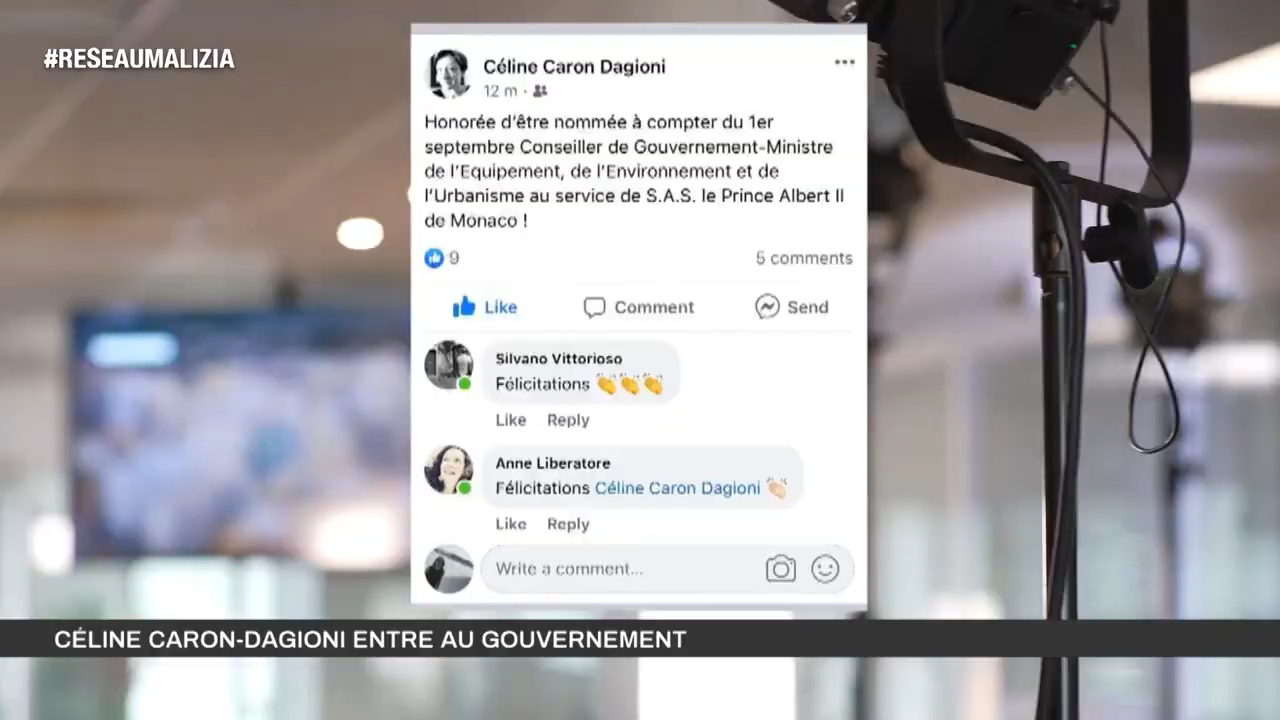 #RESEAUMALIZIA
Céline Caron Dagioni
12 m
Honorée d'être nommée à compter du 1er
septembre Conseiller de Gouvernement-Ministre
de l'Equipement, de l'Environnement et de
l'Urbanisme au service de S.A.S. le Prince Albert II
de Monaco !
9
5 comments
Like
Comment
Send
Silvano Vittorioso
Félicitations 👏👏👏
Like Reply
Anne Liberatore
Félicitations Céline Caron Dagioni 👏🏻
Like Reply
Write a comment...
CÉLINE CARON-DAGIONI ENTRE AU GOUVERNEMENT